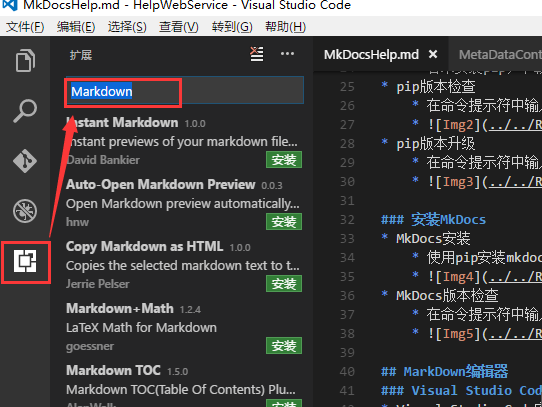 MkDocsHelp.md - HelpWebService - Visual Studio Code
文件(F) 编辑(E) 选择(S) 查看(V) 转到(G) 帮助(H)
扩展
Markdown
Instant Markdown 1.0.0
Instant previews of your markdown file...
David Bankier 安装
Auto-Open Markdown Preview 0.0.3
Open Markdown preview automatically...
hnw 安装
Copy Markdown as HTML 1.0.0
Copies the selected markdown text to t...
Jerrie Pelser 安装
Markdown+Math 1.2.4
LaTeX Math for Markdown
goessner 安装
Markdown TOC 1.5.0
Markdown TOC(Table Of Contents) Plu...
安装
MkDocsHelp.md × MetaDataCont
24
25 * pip版本检查
26 * 在命令提示符中输
27 * ![Img2](../../R
28 * pip版本升级
29 * 在命令提示符中输
30 * ![Img3](../../R
31
32 ### 安装MkDocs
33 * MkDocs安装
34 * 使用pip安装mkdoc
35 * ![Img4](../../R
36 * MkDocs版本检查
37 * 在命令提示符中输
38 * ![Img5](../../R
39
40 ## MarkDown编辑器
41 ### Visual Studio Cod